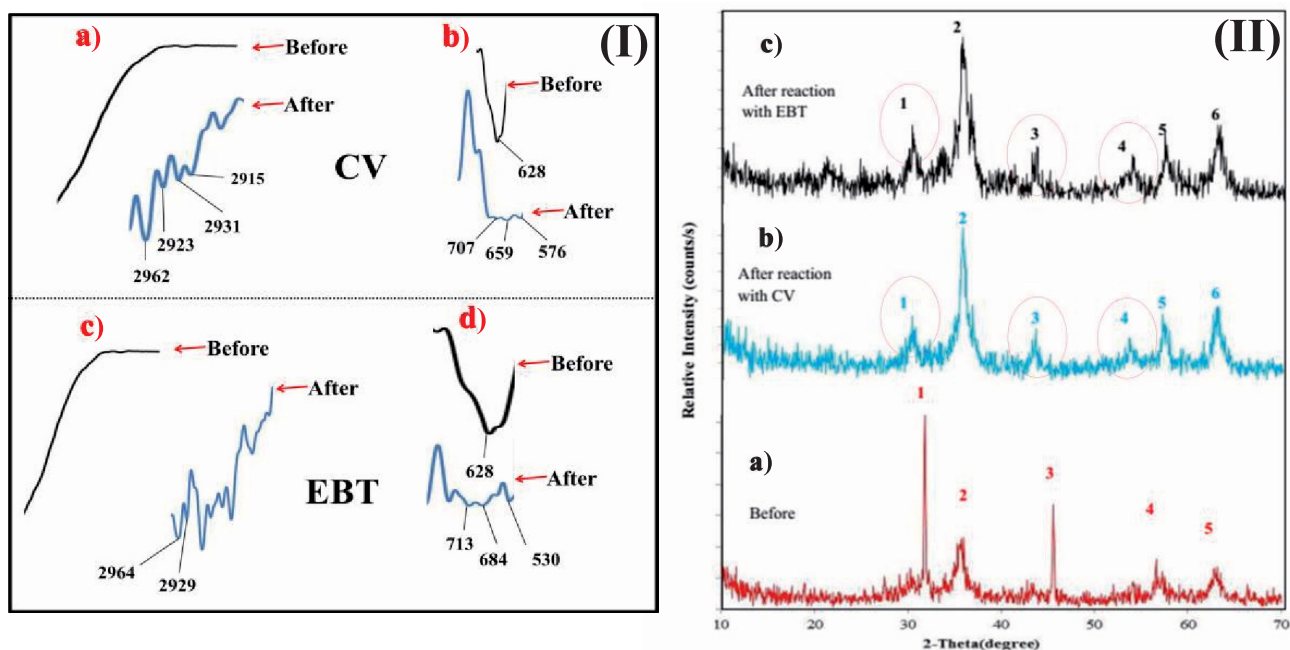 (I)
a)
Before
After
CV
2915
2931
2923
2962
b)
Before
628
After
707
659
576
c)
Before
After
EBT
2964
2929
d)
Before
628
After
713
684
530
(II)
Relative Intensity (counts/s)
c)
After reaction
with EBT
1
2
3
4
5
6
b)
After reaction
with CV
1
2
3
4
5
6
a)
Before
1
2
3
4
5
10 20 30 40 50 60 70
2-Theta(degree)